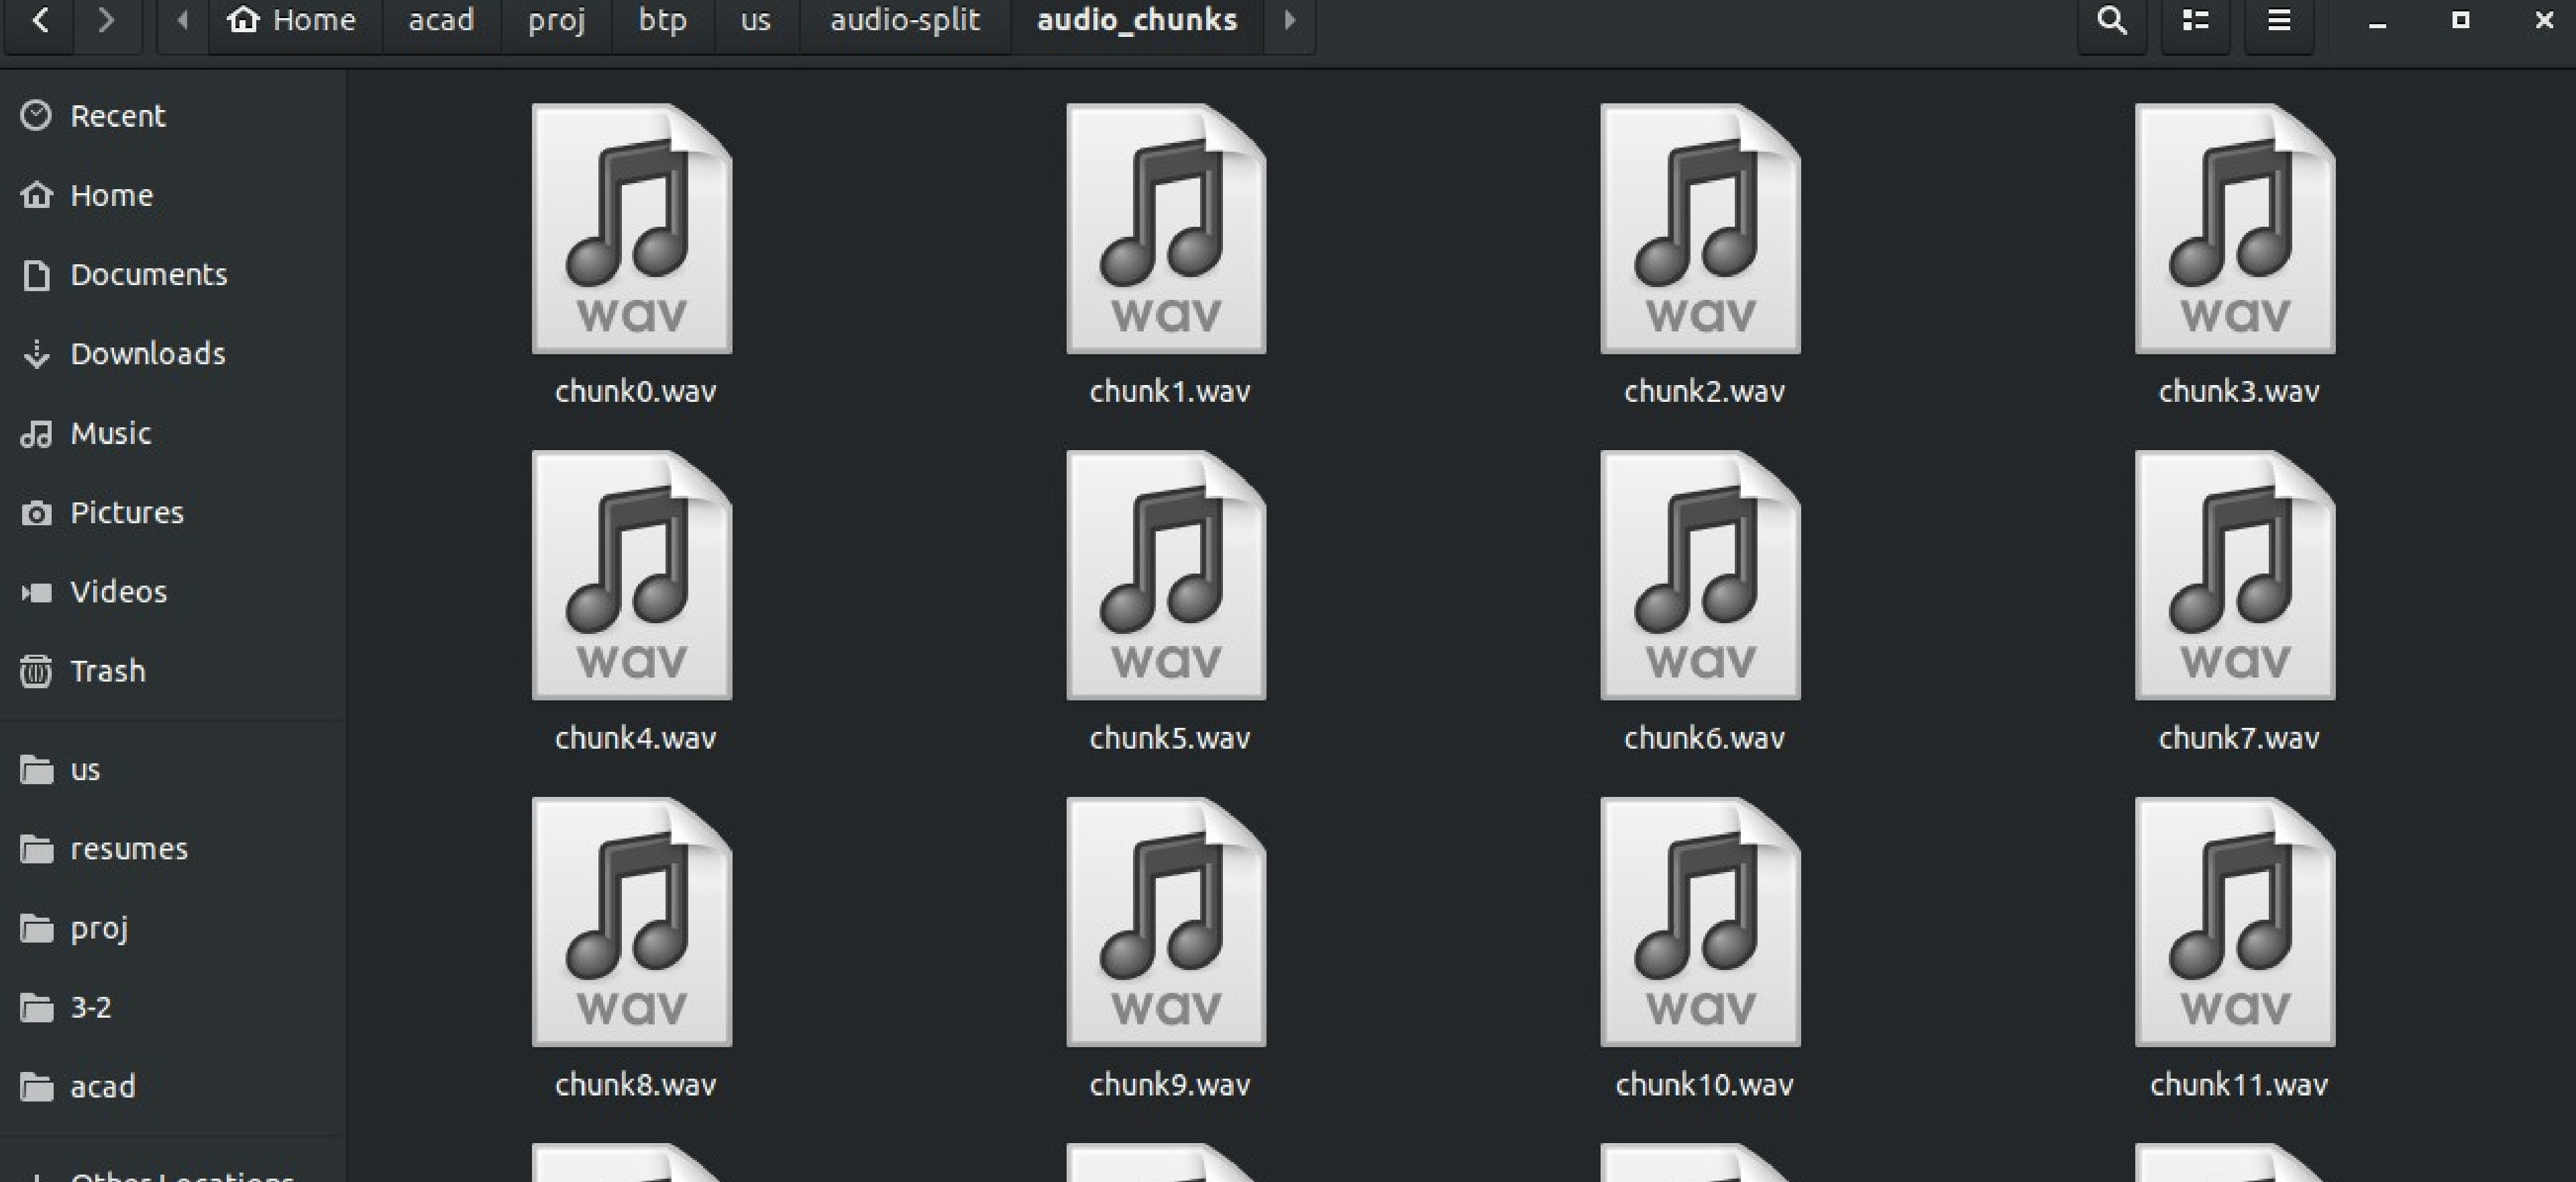 Home acad proj btp us audio-split audio_chunks
Recent
Home
Documents
Downloads
Music
Pictures
Videos
Trash
us
resumes
proj
3-2
acad
Other Locations
wav wav wav wav
chunk0.wav chunk1.wav chunk2.wav chunk3.wav
wav wav wav wav
chunk4.wav chunk5.wav chunk6.wav chunk7.wav
wav wav wav wav
chunk8.wav chunk9.wav chunk10.wav chunk11.wav